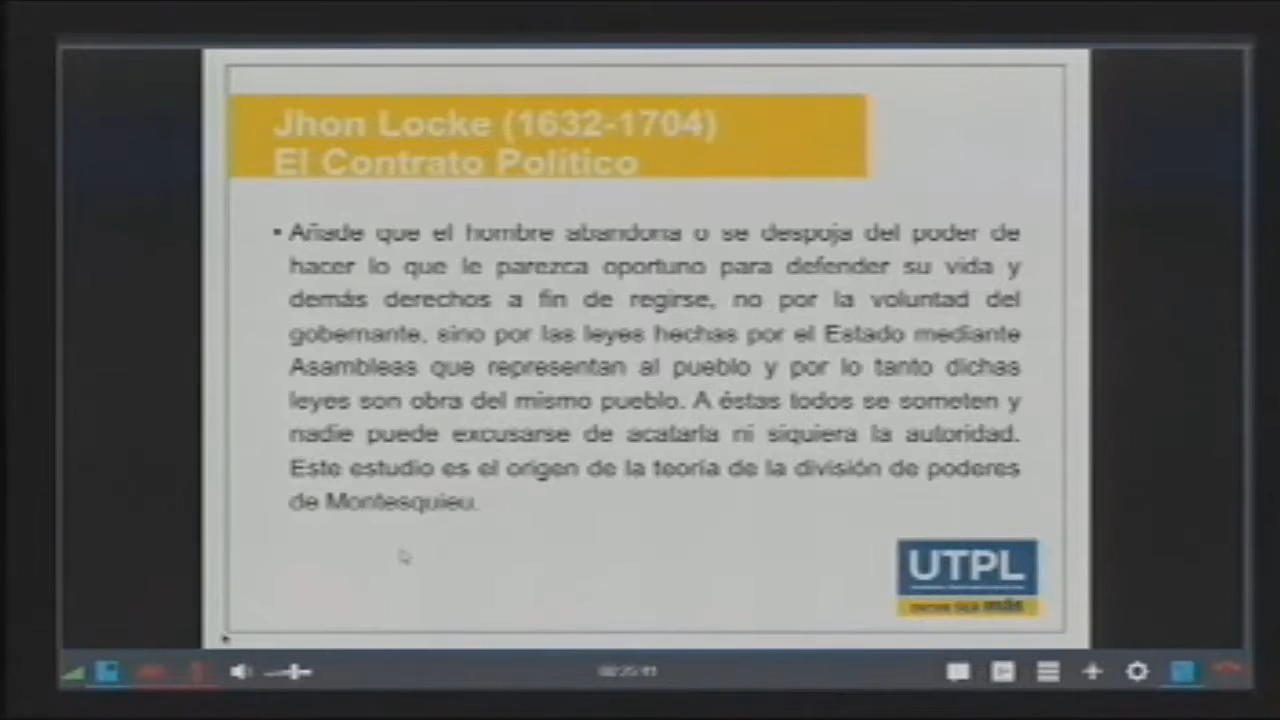 Jhon Locke (1632-1704)
El Contrato Político
• Añade que el hombre abandona o se despoja del poder de
hacer lo que le parezca oportuno para defender su vida y
demás derechos a fin de regirse, no por la voluntad del
gobernante, sino por las leyes hechas por el Estado mediante
Asambleas que representan al pueblo y por lo tanto dichas
leyes son obra del mismo pueblo. A éstas todos se someten y
nadie puede excusarse de acatarla ni siquiera la autoridad.
Este estudio es el origen de la teoría de la división de poderes
de Montesquieu.
UTPL
más